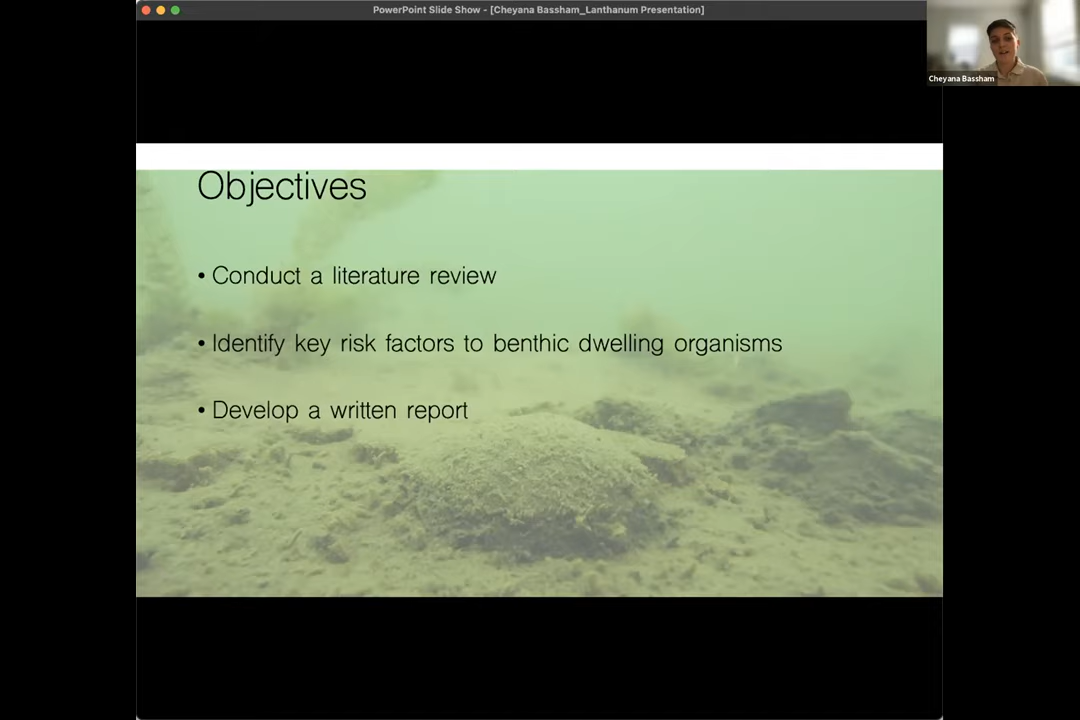 PowerPoint Slide Show - [Cheyana Bassham_Lanthanum Presentation]
Cheyana Bassham
Objectives
• Conduct a literature review
• Identify key risk factors to benthic dwelling organisms
• Develop a written report